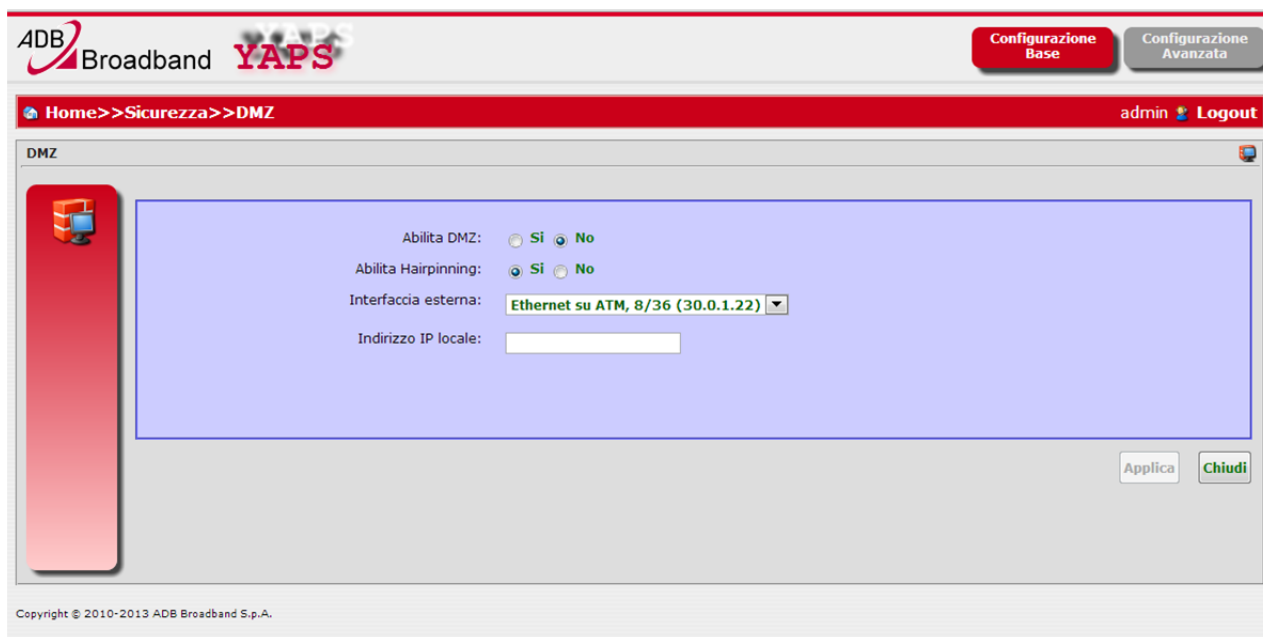 ADB Broadband YAPS
Configurazione Base
Configurazione Avanzata
Home>>Sicurezza>>DMZ
admin Logout
DMZ
Abilita DMZ: Si No
Abilita Hairpinning: Si No
Interfaccia esterna: Ethernet su ATM, 8/36 (30.0.1.22)
Indirizzo IP locale:
Applica Chiudi
Copyright © 2010-2013 ADB Broadband S.p.A.